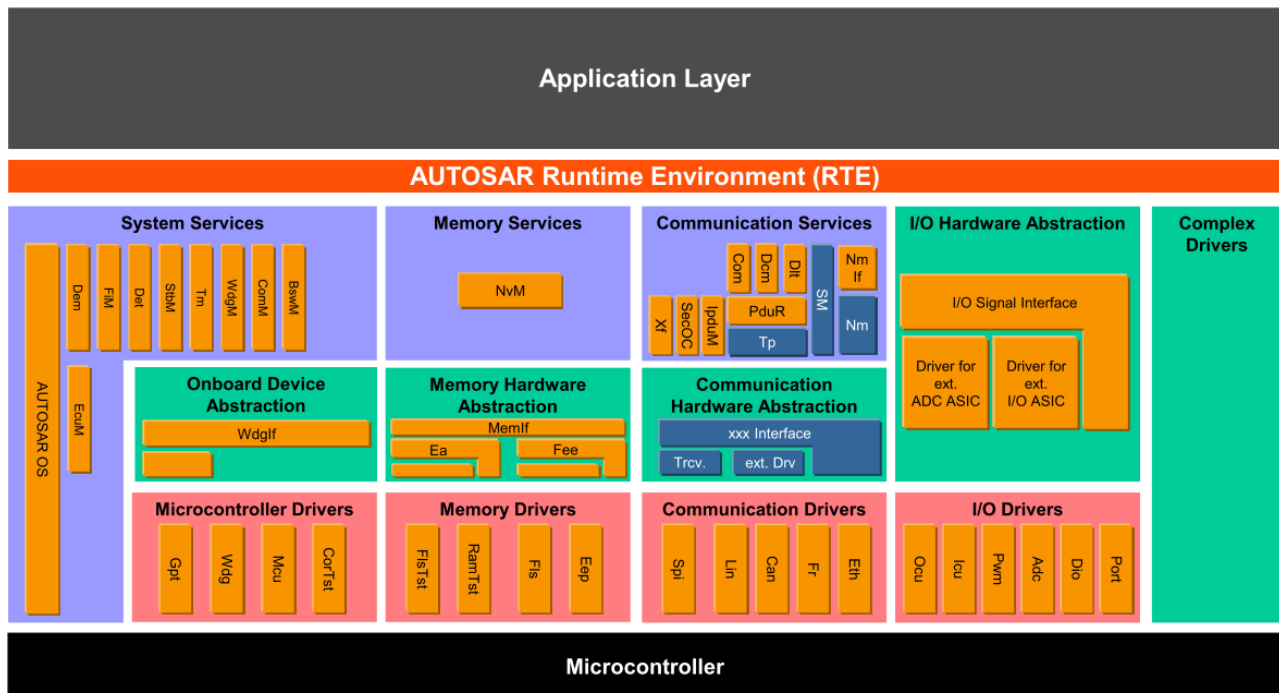 Application Layer
AUTOSAR Runtime Environment (RTE)
System Services
AUTOSAR OS
Dem
FiM
Det
StbM
Tm
WdgM
ComM
BswM
EcuM
Memory Services
NvM
Communication Services
Com
Dcm
Dlt
SM
Nm
If
Xf
SecOC
IpduM
PduR
Tp
Nm
I/O Hardware Abstraction
I/O Signal Interface
Driver for
ext.
ADC ASIC
Driver for
ext.
I/O ASIC
Complex
Drivers
Onboard Device
Abstraction
WdgIf
Memory Hardware
Abstraction
MemIf
Ea
Fee
Communication
Hardware Abstraction
xxx Interface
Trcv.
ext. Drv
Microcontroller Drivers
Gpt
Wdg
Mcu
CorTst
Memory Drivers
FlsTst
RamTst
Fls
Eep
Communication Drivers
Spi
Lin
Can
Fr
Eth
I/O Drivers
Ocu
Icu
Pwm
Adc
Dio
Port
Microcontroller